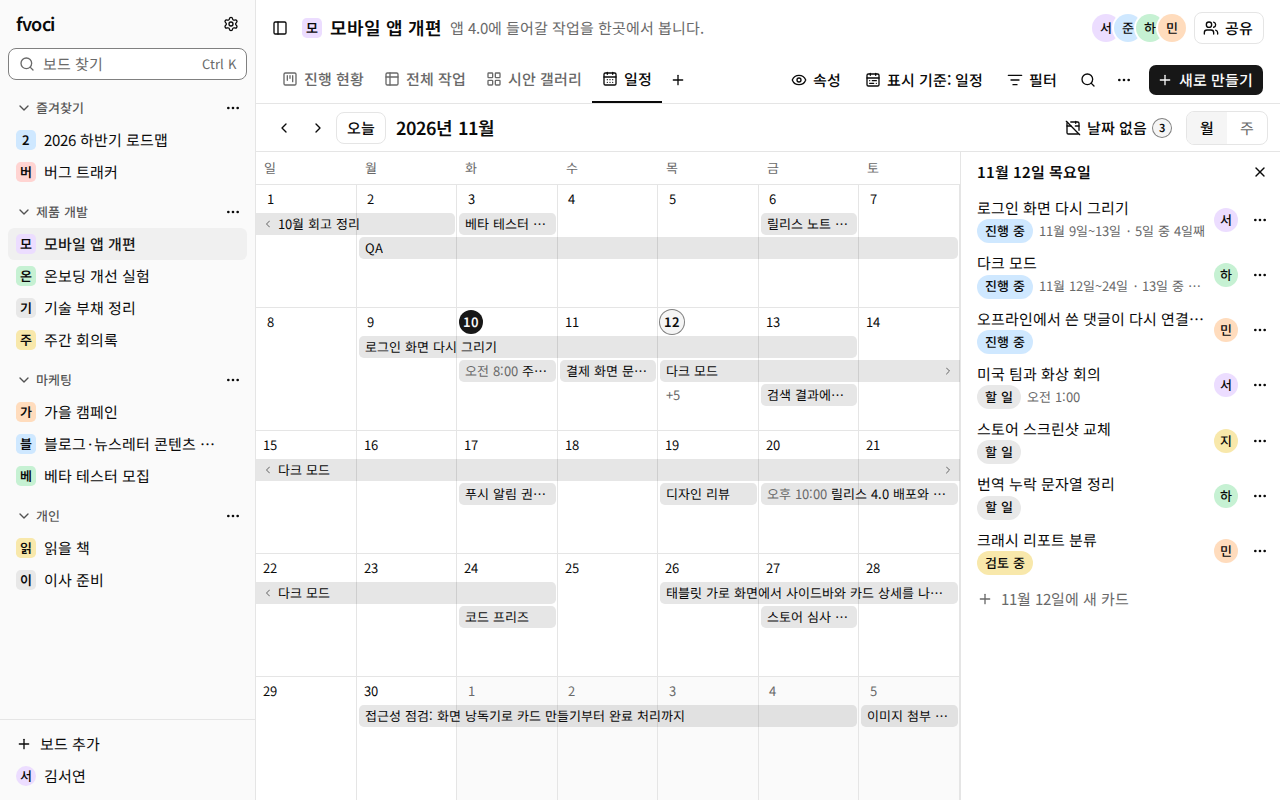 fvoci
보드 찾기 Ctrl K
즐겨찾기
2 2026 하반기 로드맵
버 버그 트래커
제품 개발
모 모바일 앱 개편
온 온보딩 개선 실험
기 기술 부채 정리
주 주간 회의록
마케팅
가 가을 캠페인
블 블로그·뉴스레터 콘텐츠 …
베 베타 테스터 모집
개인
읽 읽을 책
이 이사 준비
보드 추가
서 김서연
모 모바일 앱 개편 앱 4.0에 들어갈 작업을 한곳에서 봅니다.
서 준 하 민 공유
진행 현황 전체 작업 시안 갤러리 일정
속성 표시 기준: 일정 필터 새로 만들기
오늘 2026년 11월
날짜 없음 3 월 주
일 월 화 수 목 금 토
1 2 3 4 5 6 7
10월 회고 정리 베타 테스터 … 릴리스 노트 …
QA
8 9 10 11 12 13 14
로그인 화면 다시 그리기
오전 8:00 주… 결제 화면 문… 다크 모드
+5 검색 결과에…
15 16 17 18 19 20 21
다크 모드
푸시 알림 권… 디자인 리뷰 오후 10:00 릴리스 4.0 배포와 …
22 23 24 25 26 27 28
다크 모드 태블릿 가로 화면에서 사이드바와 카드 상세를 나…
코드 프리즈 스토어 심사 …
29 30 1 2 3 4 5
접근성 점검: 화면 낭독기로 카드 만들기부터 완료 처리까지 이미지 첨부 …
11월 12일 목요일
로그인 화면 다시 그리기
진행 중 11월 9일~13일 · 5일 중 4일째
서
다크 모드
진행 중 11월 12일~24일 · 13일 중 …
하
오프라인에서 쓴 댓글이 다시 연결…
진행 중
민
미국 팀과 화상 회의
할 일 오전 1:00
서
스토어 스크린샷 교체
할 일
지
번역 누락 문자열 정리
할 일
하
크래시 리포트 분류
검토 중
민
11월 12일에 새 카드